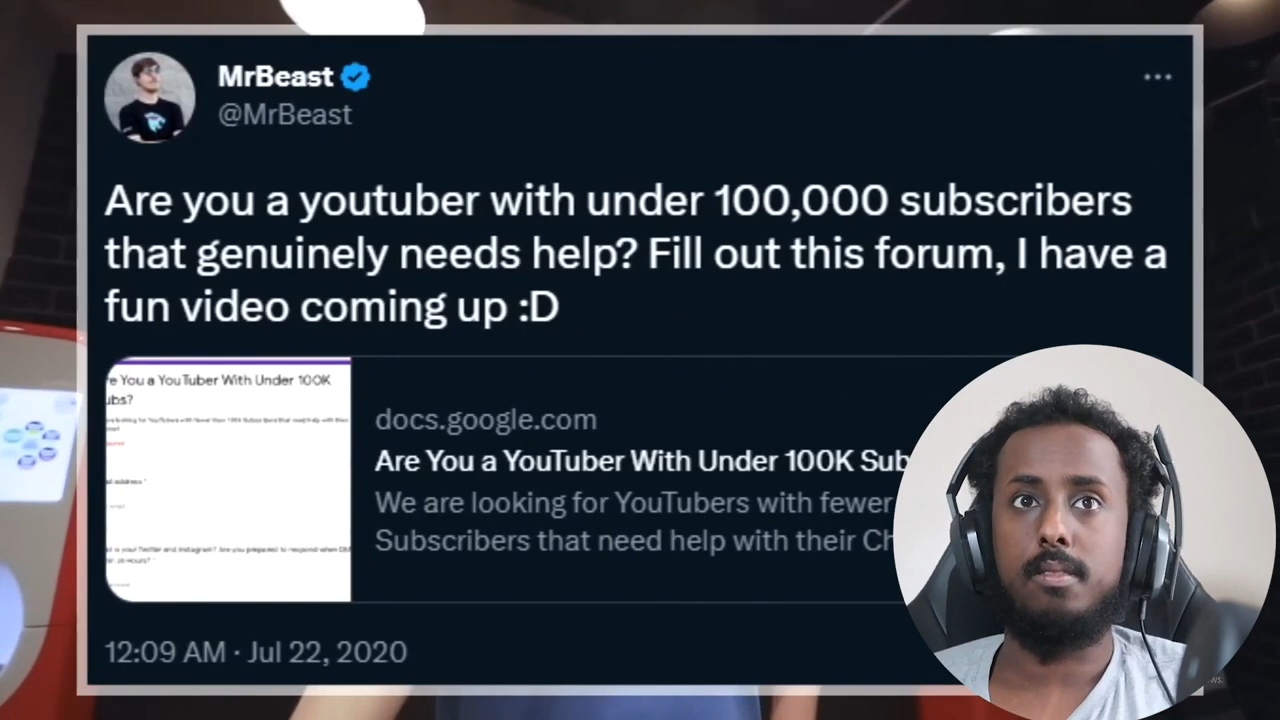 MrBeast
@MrBeast
Are you a youtuber with under 100,000 subscribers
that genuinely needs help? Fill out this forum, I have a
fun video coming up :D
e You a YouTuber With Under 100K
ubs?
docs.google.com
Are You a YouTuber With Under 100K Sub
We are looking for YouTubers with fewer
Subscribers that need help with their Ch
12:09 AM · Jul 22, 2020